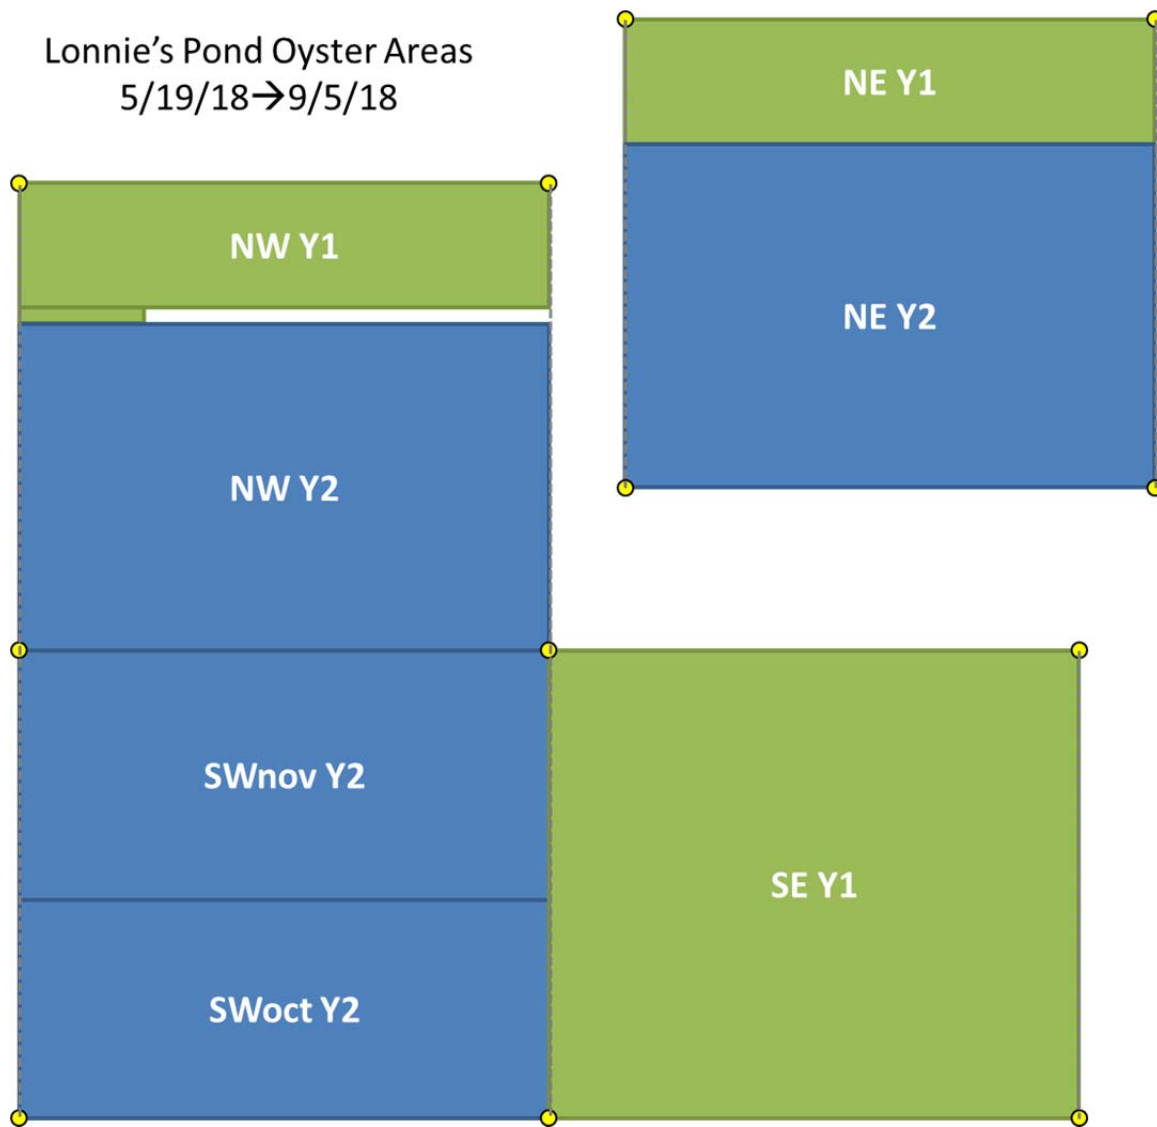 Lonnie's Pond Oyster Areas
5/19/18→9/5/18
NE Y1
NW Y1
NE Y2
NW Y2
SWnov Y2
SE Y1
SWoct Y2